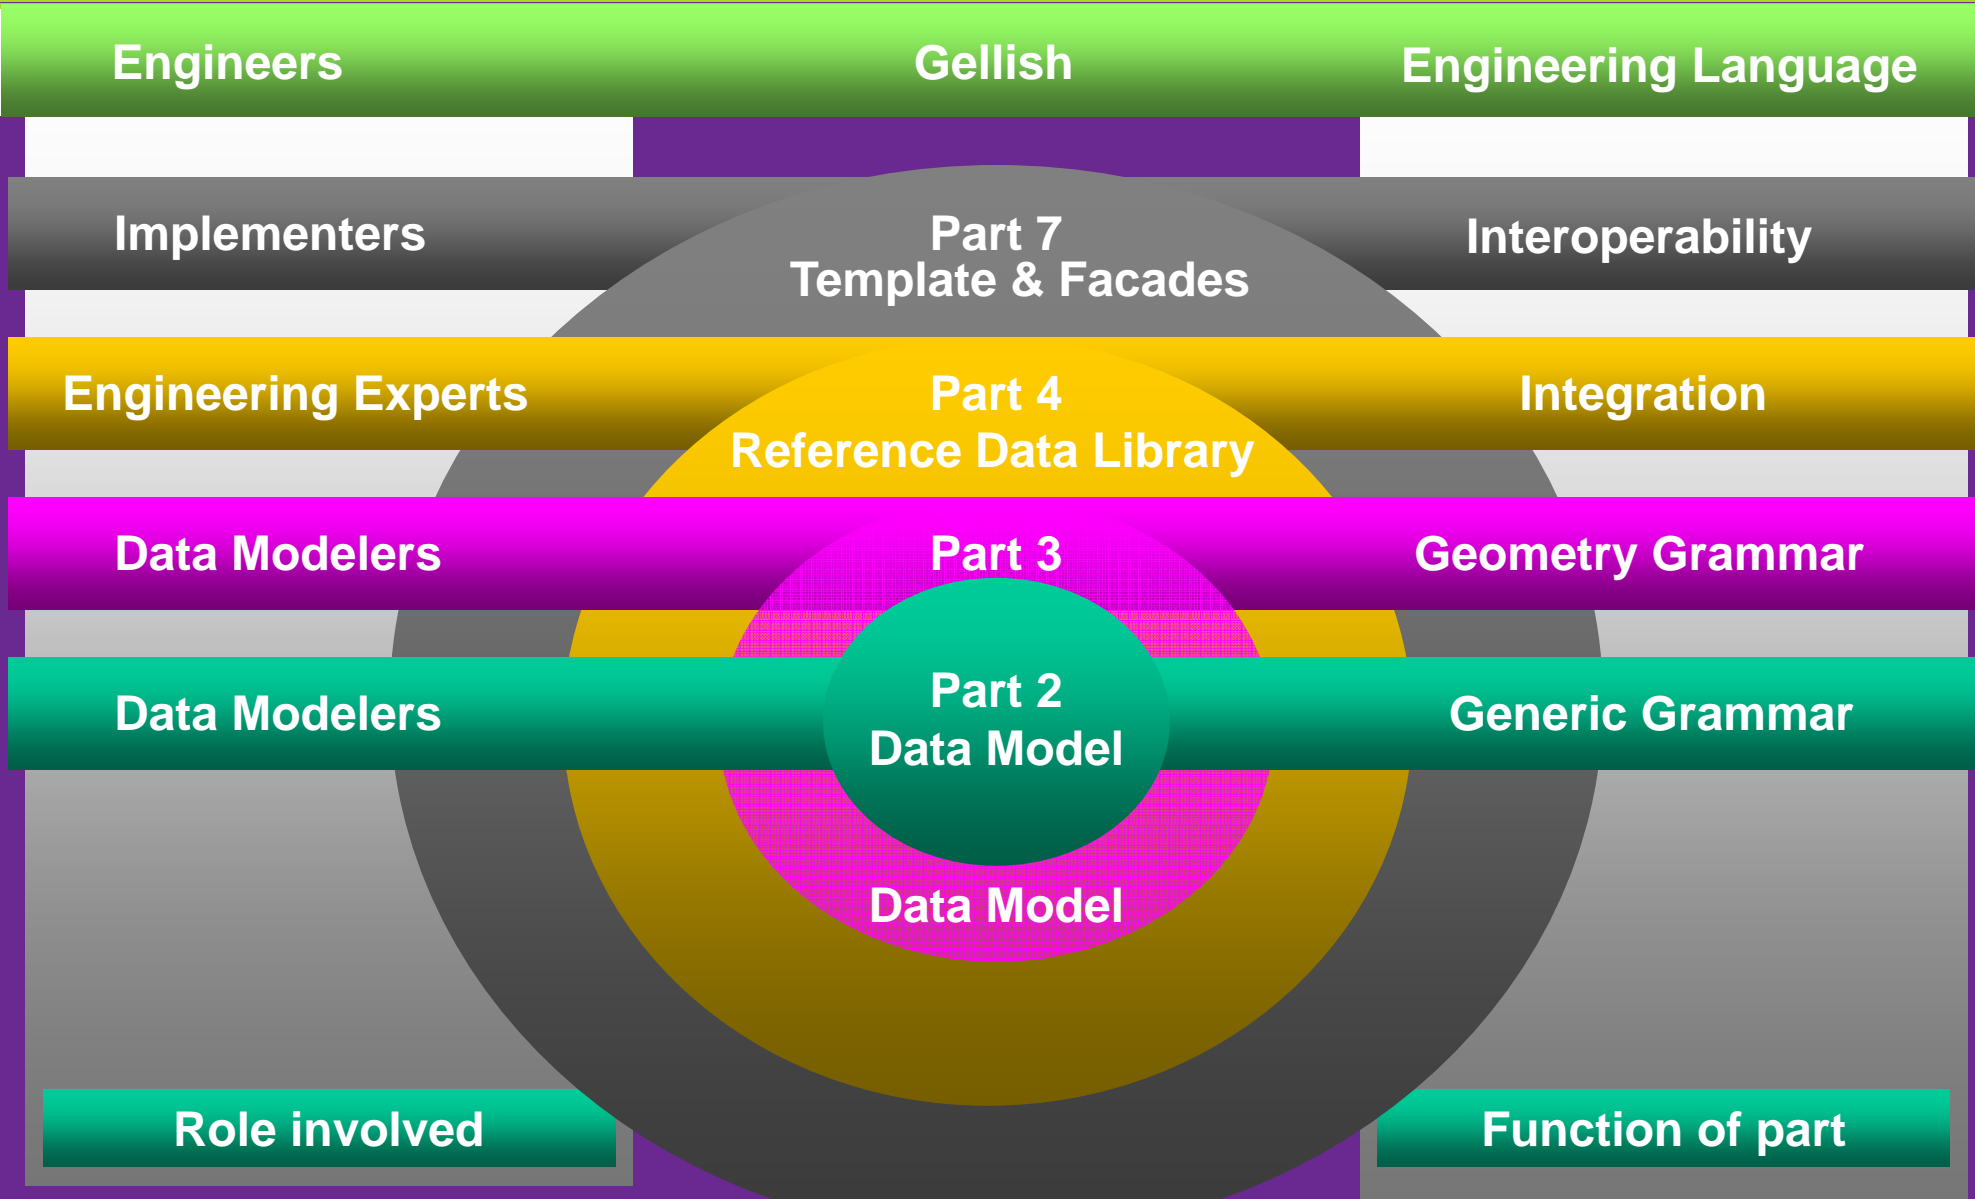 Engineers
Gellish
Engineering Language
Implementers
Part 7
Template & Facades
Interoperability
Engineering Experts
Part 4
Reference Data Library
Integration
Data Modelers
Part 3
Geometry Grammar
Data Modelers
Part 2
Data Model
Generic Grammar
Data Model
Role involved
Function of part